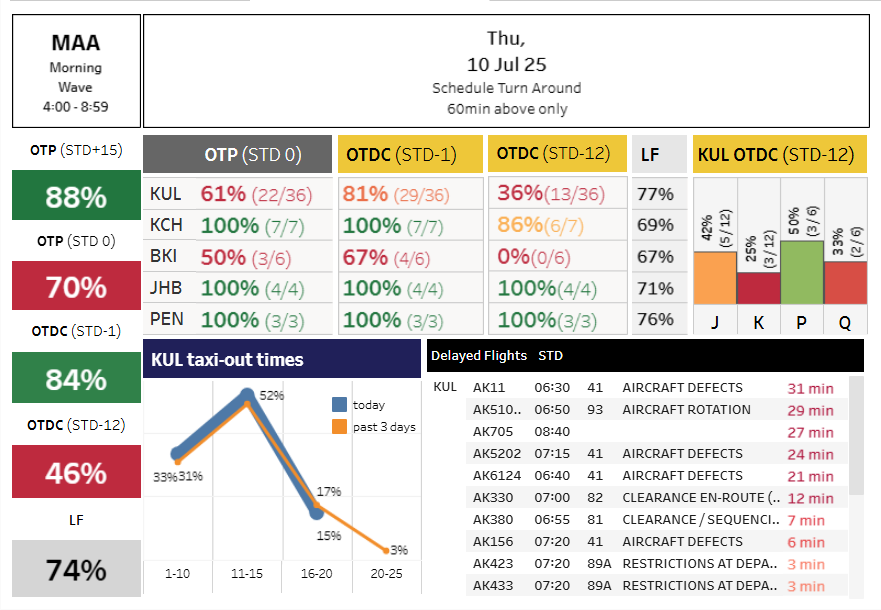 MAA
Morning
Wave
4:00 - 8:59
Thu,
10 Jul 25
Schedule Turn Around
60min above only
OTP (STD+15)
88%
OTP (STD 0)
70%
OTDC (STD-1)
84%
OTDC (STD-12)
46%
LF
74%
OTP (STD 0) OTDC (STD-1) OTDC (STD-12) LF
KUL 61% (22/36) 81% (29/36) 36%(13/36) 77%
KCH 100% (7/7) 100% (7/7) 86%(6/7) 69%
BKI 50% (3/6) 67% (4/6) 0%(0/6) 67%
JHB 100% (4/4) 100% (4/4) 100%(4/4) 71%
PEN 100% (3/3) 100% (3/3) 100%(3/3) 76%
KUL OTDC (STD-12)
42% (5/12)
25% (3/12)
50% (3/6)
33% (2/6)
J K P Q
KUL taxi-out times
52%
today
past 3 days
33% 31%
17%
15%
3%
1-10 11-15 16-20 20-25
Delayed Flights STD
KUL AK11 06:30 41 AIRCRAFT DEFECTS 31 min
AK510.. 06:50 93 AIRCRAFT ROTATION 29 min
AK705 08:40 27 min
AK5202 07:15 41 AIRCRAFT DEFECTS 24 min
AK6124 06:40 41 AIRCRAFT DEFECTS 21 min
AK330 07:00 82 CLEARANCE EN-ROUTE (.. 12 min
AK380 06:55 81 CLEARANCE / SEQUENCI.. 7 min
AK156 07:20 41 AIRCRAFT DEFECTS 6 min
AK423 07:20 89A RESTRICTIONS AT DEPA.. 3 min
AK433 07:20 89A RESTRICTIONS AT DEPA.. 3 min